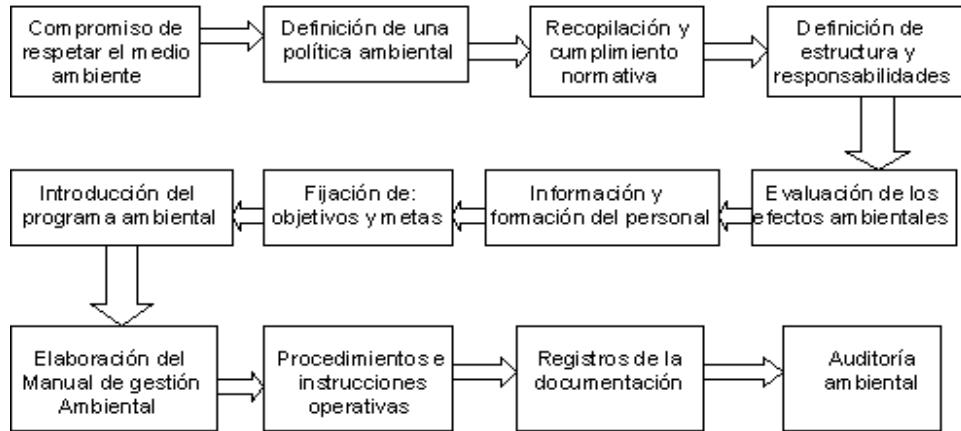 Compromiso de
respetar el medio
ambiente
Definición de una
política ambiental
Recopilación y
cumplimiento
normativa
Definición de
estructura y
responsabilidades
Evaluación de los
efectos ambientales
Información y
formación del personal
Fijación de:
objetivos y metas
Introducción del
programa ambiental
Elaboración del
Manual de gestión
Ambiental
Procedimientos e
instrucciones
operativas
Registros de la
documentación
Auditoría
ambiental